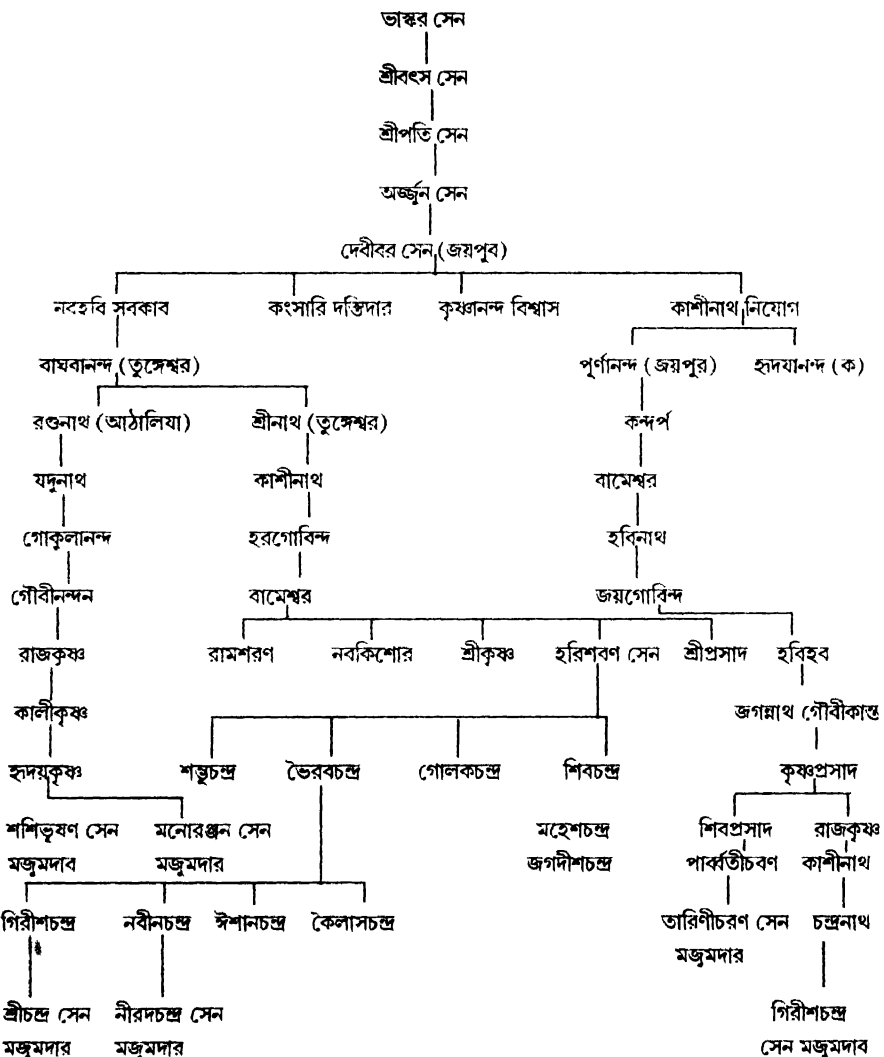 ভাস্কর সেন
শ্রীবৎস সেন
শ্রীপতি সেন
অর্জ্জুন সেন
দেবীবর সেন (জয়পুব)
নবহবি সবকাব কংসারি দস্তিদার কৃষ্ণানন্দ বিশ্বাস কাশীনাথ নিযোগ
বাঘবানন্দ (তুঙ্গেশ্বর) পূর্ণানন্দ (জয়পুর) হৃদযানন্দ (ক)
রঘুনাথ (আঠালিযা) শ্রীনাথ (তুঙ্গেশ্বর) কন্দর্প
যদুনাথ কাশীনাথ বামেশ্বর
গোকুলানন্দ হরগোবিন্দ হবিনাথ
গৌবীনন্দন বামেশ্বর জয়গোবিন্দ
রাজকৃষ্ণ রামশরণ নবকিশোর শ্রীকৃষ্ণ হরিশবণ সেন শ্রীপ্রসাদ হবিহব
কালীকৃষ্ণ জগন্নাথ গৌবীকান্ত
হৃদয়কৃষ্ণ শম্ভুচন্দ্র ভৈরবচন্দ্র গোলকচন্দ্র শিবচন্দ্র কৃষ্ণপ্রসাদ
শশিভূষণ সেন মনোরঞ্জন সেন মহেশচন্দ্র শিবপ্রসাদ রাজকৃষ্ণ
মজুমদাব মজুমদার জগদীশচন্দ্র পার্ব্বতীচবণ কাশীনাথ
গিরীশচন্দ্র নবীনচন্দ্র ঈশানচন্দ্র কৈলাসচন্দ্র তারিণীচরণ সেন চন্দ্রনাথ
মজুমদার
শ্রীচন্দ্র সেন নীরদচন্দ্র সেন গিরীশচন্দ্র
মজুমদার মজুমদার সেন মজুমদাব